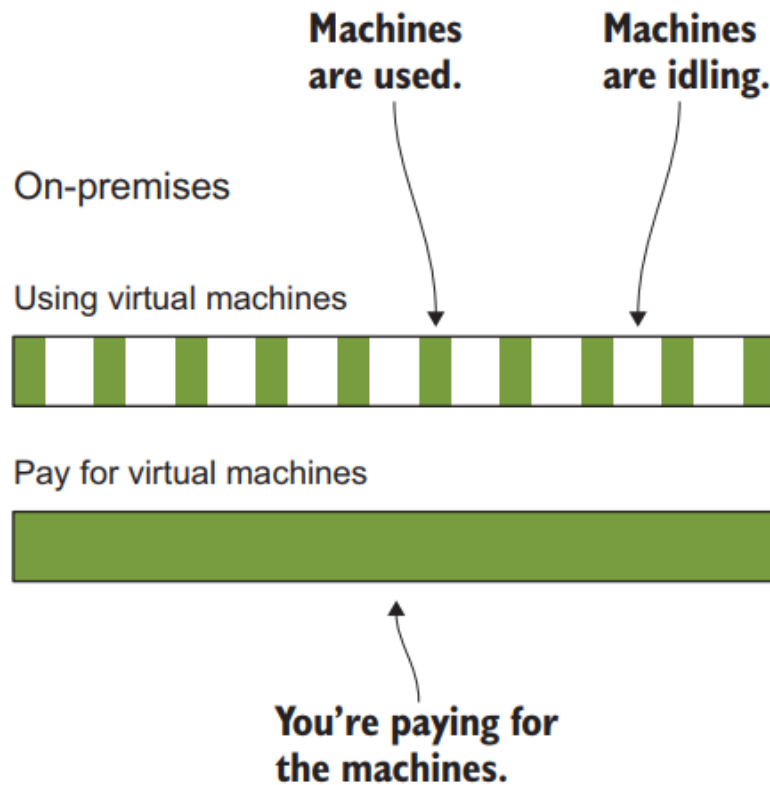 Machines
are used.
Machines
are idling.
On-premises
Using virtual machines
Pay for virtual machines
You’re paying for
the machines.